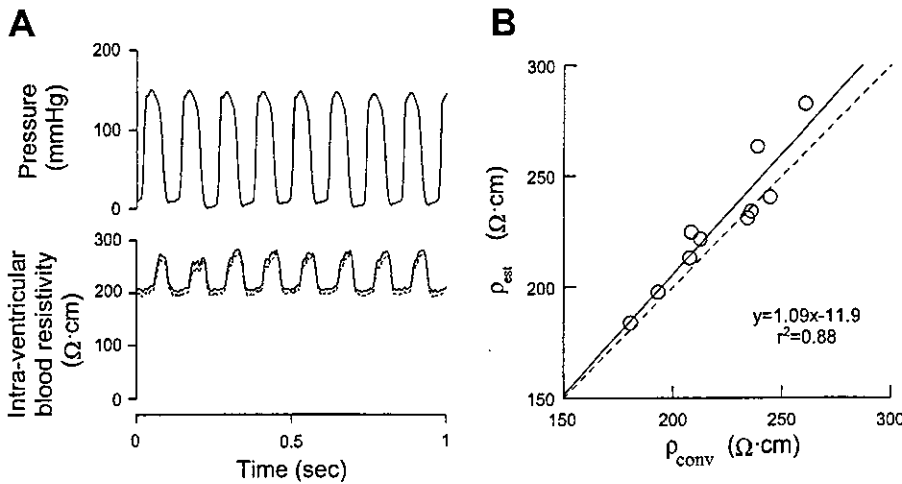 A
200
100
0
Pressure
(mmHg)
300
200
100
0
Intra-ventricular
blood resistivity
(Ω·cm)
0
0.5
1
Time (sec)
B
300
250
200
150
ρest (Ω·cm)
y=1.09x-11.9
r²=0.88
150
200
250
300
ρconv (Ω·cm)